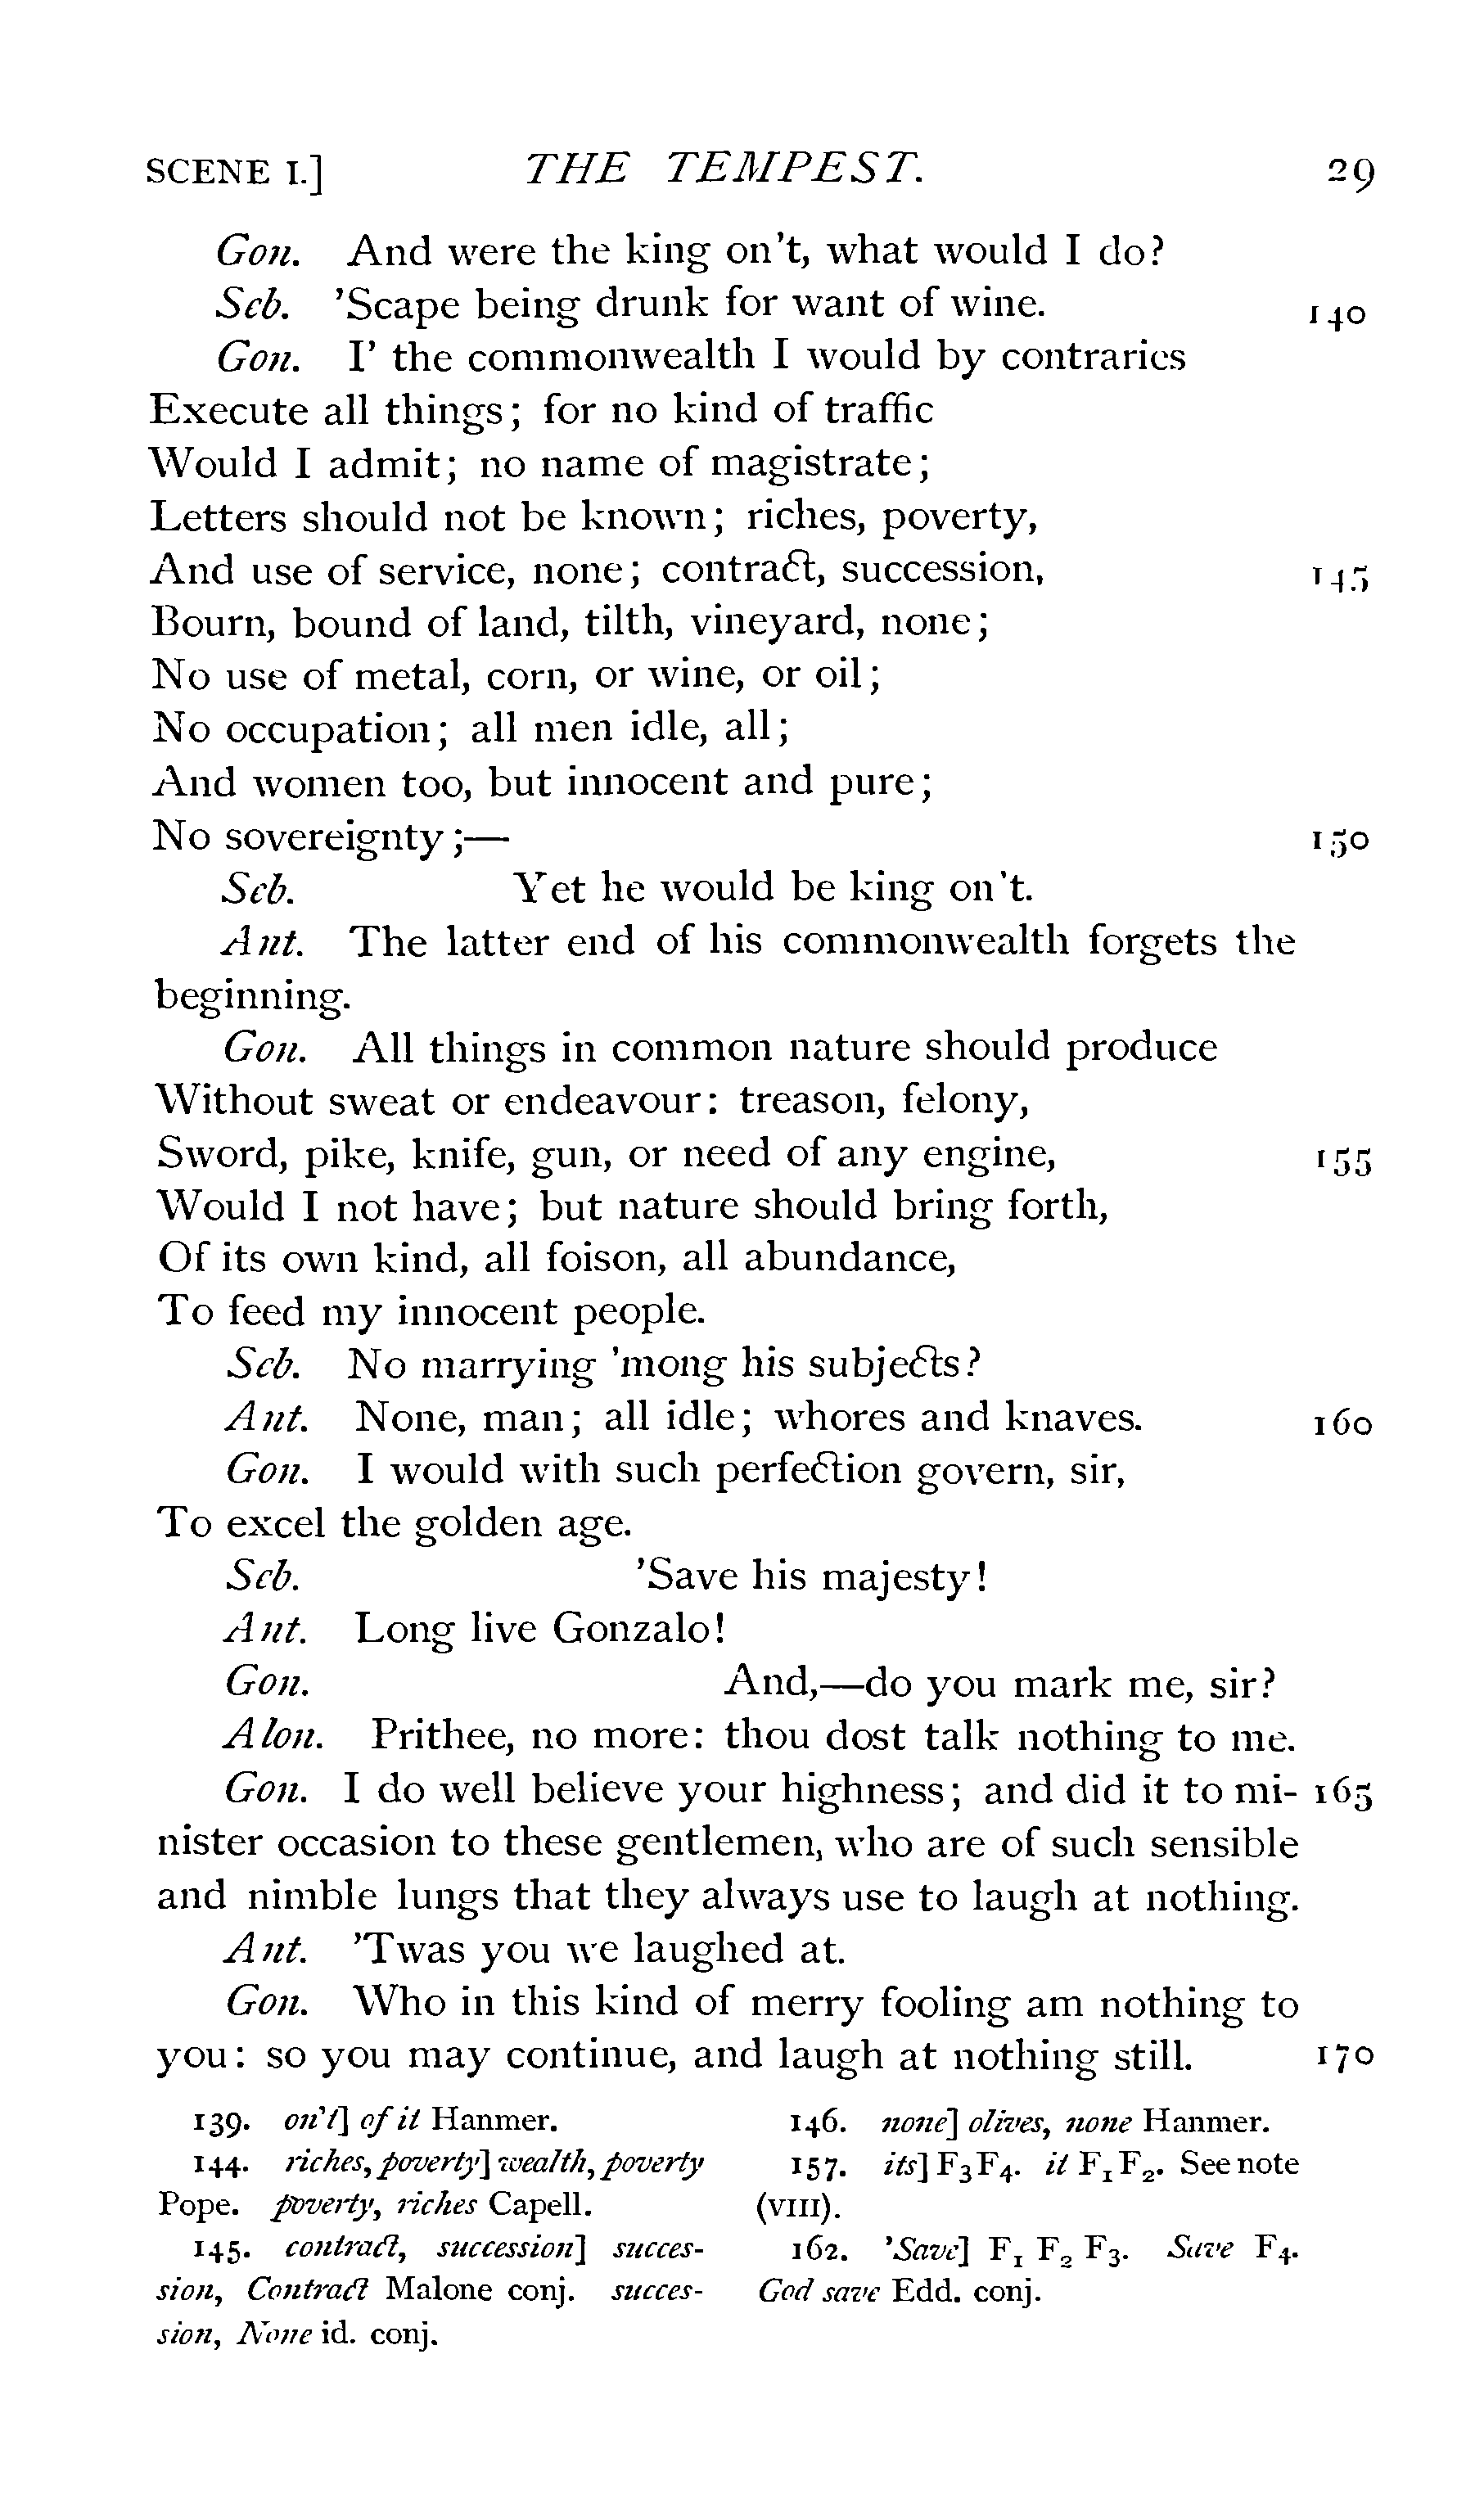 SCENE I.] THE TEMPEST. 29
Gon. And were the king on't, what would I do?
Seb. 'Scape being drunk for want of wine. 140
Gon. I' the commonwealth I would by contraries
Execute all things; for no kind of traffic
Would I admit; no name of magistrate;
Letters should not be known; riches, poverty,
And use of service, none; contract, succession, 145
Bourn, bound of land, tilth, vineyard, none;
No use of metal, corn, or wine, or oil;
No occupation; all men idle, all;
And women too, but innocent and pure;
No sovereignty;— 150
Seb. Yet he would be king on't.
Ant. The latter end of his commonwealth forgets the
beginning.
Gon. All things in common nature should produce
Without sweat or endeavour: treason, felony,
Sword, pike, knife, gun, or need of any engine, 155
Would I not have; but nature should bring forth,
Of its own kind, all foison, all abundance,
To feed my innocent people.
Seb. No marrying 'mong his subjects?
Ant. None, man; all idle; whores and knaves. 160
Gon. I would with such perfection govern, sir,
To excel the golden age.
Seb. 'Save his majesty!
Ant. Long live Gonzalo!
Gon. And,—do you mark me, sir?
Alon. Prithee, no more: thou dost talk nothing to me.
Gon. I do well believe your highness; and did it to mi- 165
nister occasion to these gentlemen, who are of such sensible
and nimble lungs that they always use to laugh at nothing.
Ant. 'Twas you we laughed at.
Gon. Who in this kind of merry fooling am nothing to
you: so you may continue, and laugh at nothing still. 170
139. on't] of it Hanmer.
144. riches, poverty] wealth, poverty
Pope. poverty, riches Capell.
145. contract, succession] succes-
sion, Contract Malone conj. succes-
sion, None id. conj.
146. none] olives, none Hanmer.
157. its] F3F4. it F1F2. See note
(VIII).
162. 'Save] F1 F2 F3. Save F4.
God save Edd. conj.